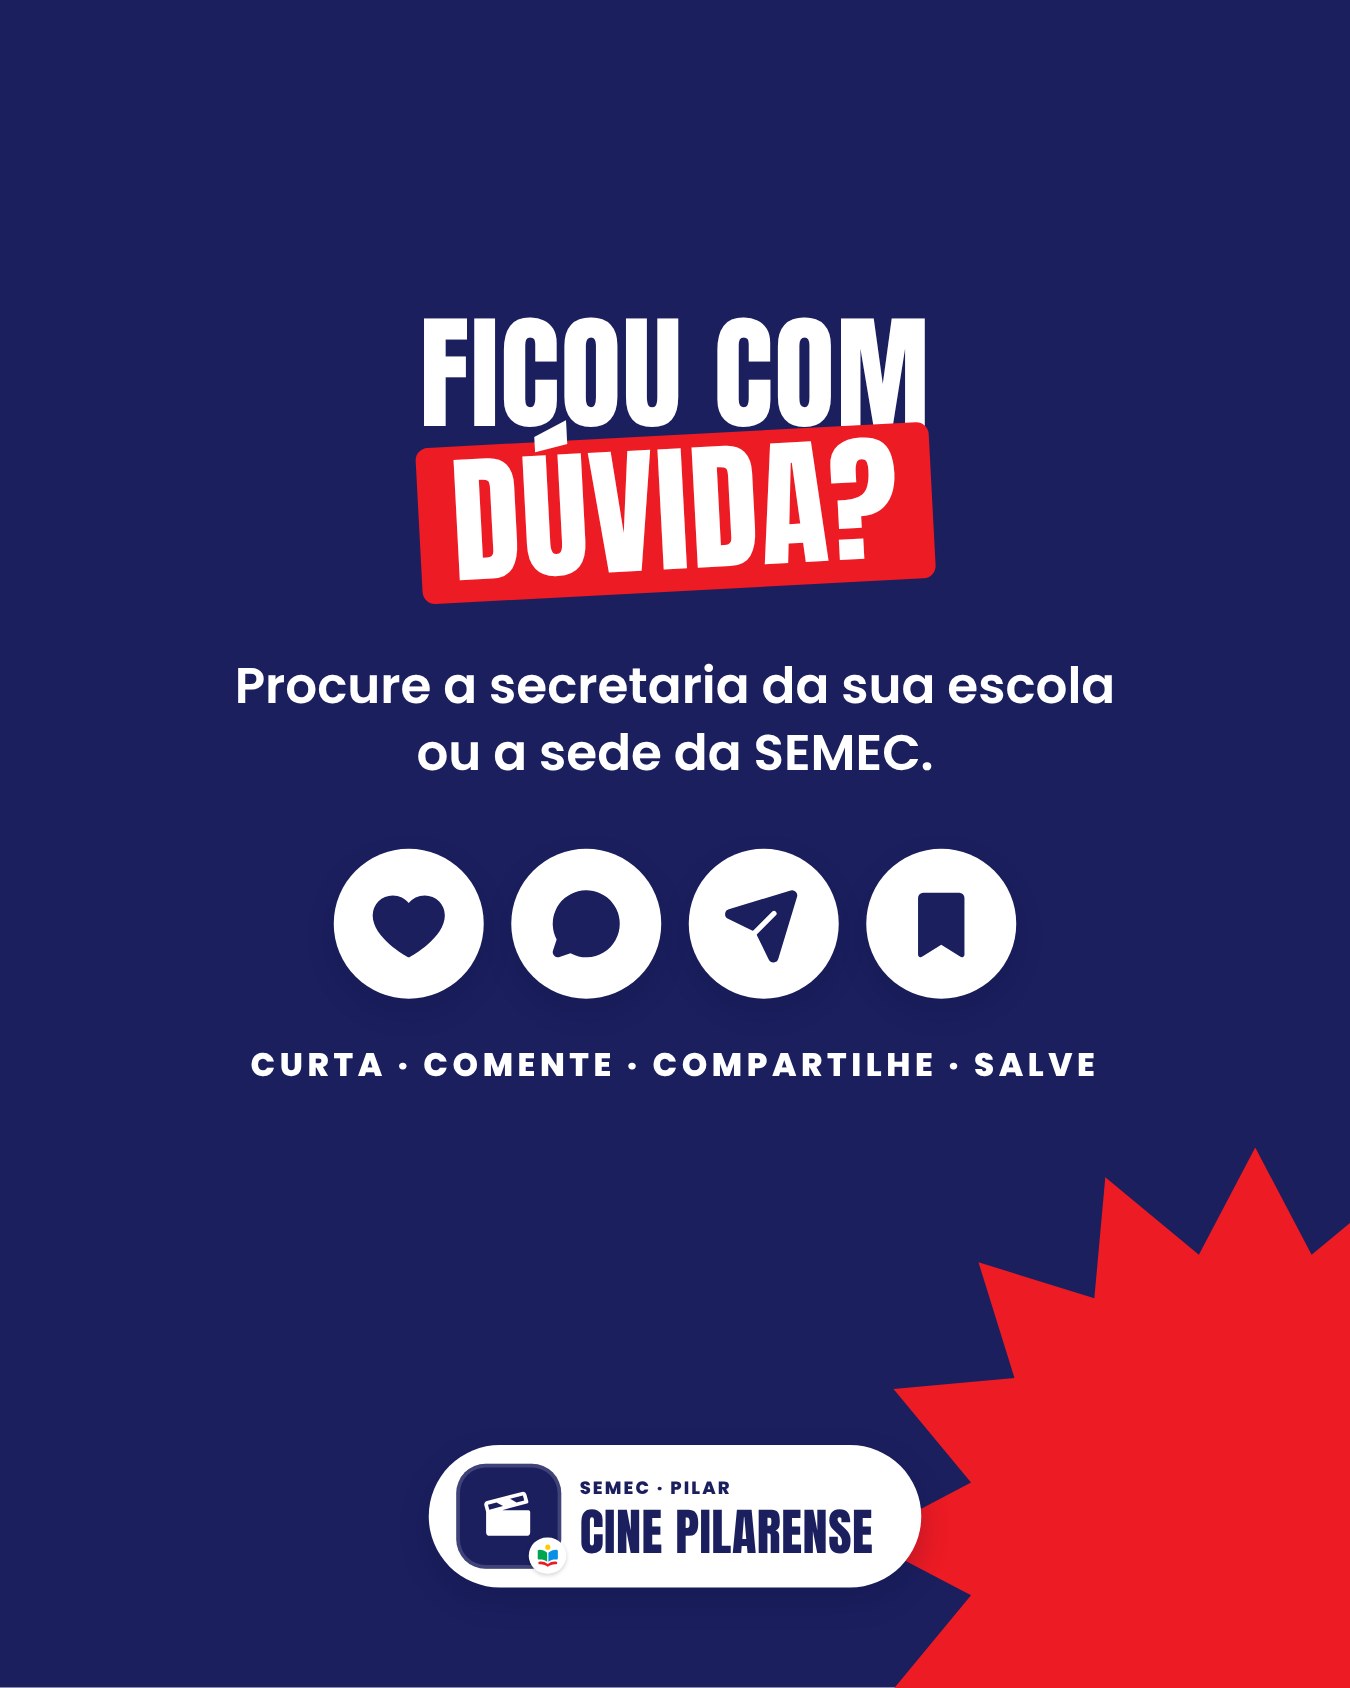 FICOU COM
DÚVIDA?
Procure a secretaria da sua escola
ou a sede da SEMEC.
CURTA · COMENTE · COMPARTILHE · SALVE
SEMEC · PILAR
CINE PILARENSE